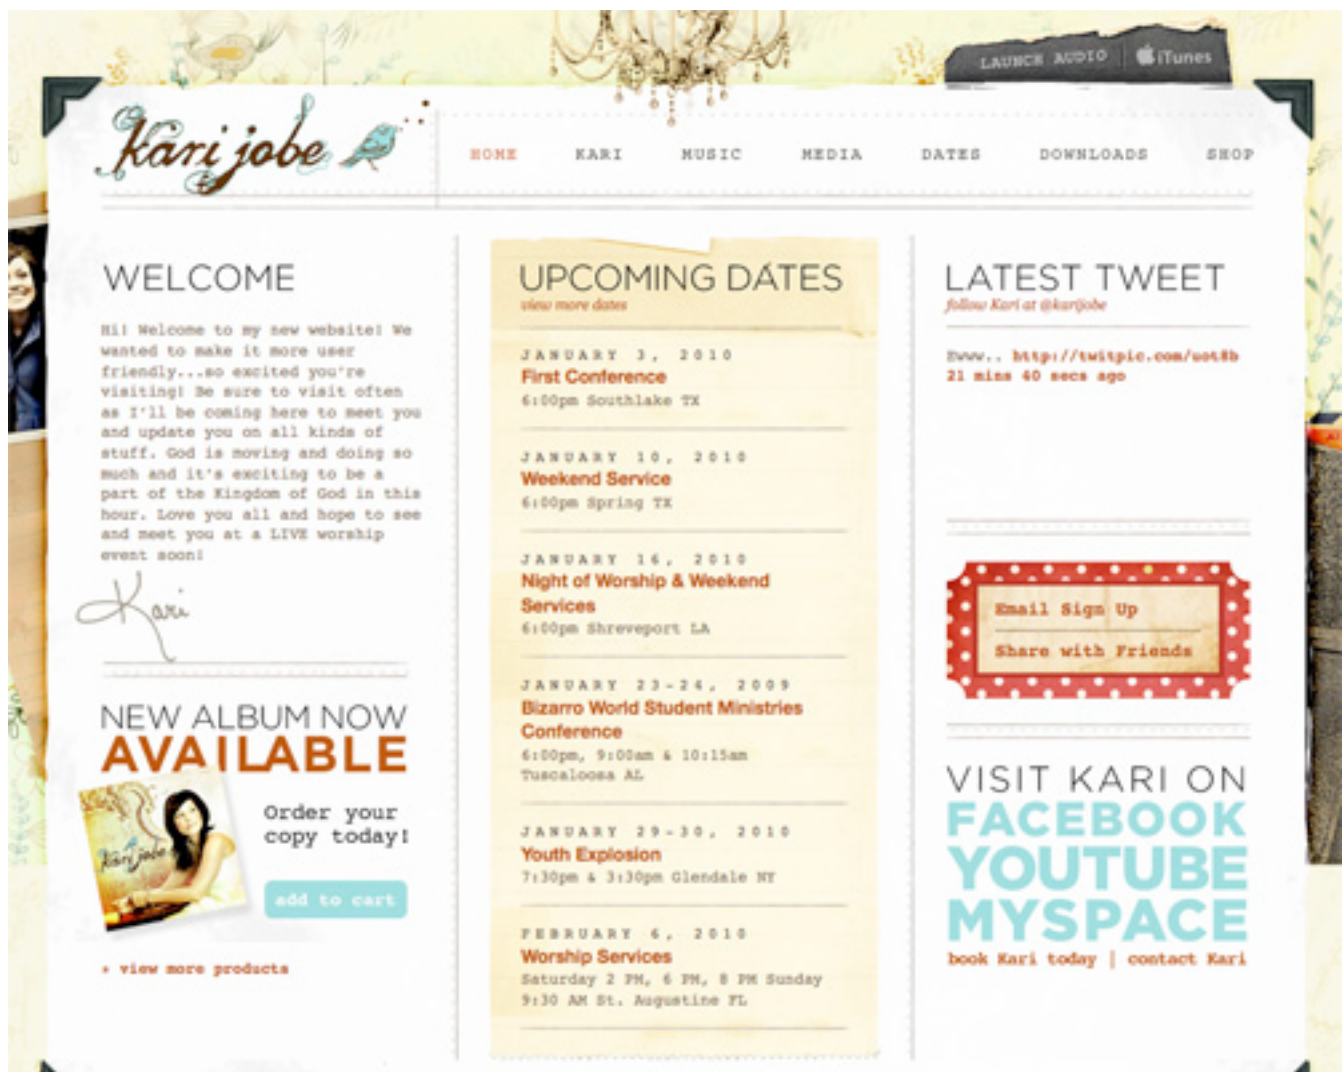 LAUNCH AUDIO
iTunes
kari jobe
HOME KARI MUSIC MEDIA DATES DOWNLOADS SHOP
WELCOME
Hi! Welcome to my new website! We
wanted to make it more user
friendly...so excited you're
visiting! Be sure to visit often
as I'll be coming here to meet you
and update you on all kinds of
stuff. God is moving and doing so
much and it's exciting to be a
part of the Kingdom of God in this
hour. Love you all and hope to see
and meet you at a LIVE worship
event soon!
Kari
NEW ALBUM NOW
AVAILABLE
kari jobe
Order your
copy today!
add to cart
+ view more products
UPCOMING DATES
view more dates
JANUARY 3, 2010
First Conference
6:00pm Southlake TX
JANUARY 10, 2010
Weekend Service
6:00pm Spring TX
JANUARY 16, 2010
Night of Worship & Weekend
Services
6:00pm Shreveport LA
JANUARY 23-24, 2009
Bizarro World Student Ministries
Conference
6:00pm, 9:00am & 10:15am
Tuscaloosa AL
JANUARY 29-30, 2010
Youth Explosion
7:30pm & 3:30pm Glendale NY
FEBRUARY 6, 2010
Worship Services
Saturday 2 PM, 6 PM, 8 PM Sunday
9:30 AM St. Augustine FL
LATEST TWEET
follow Kari at @karijobe
Ewww.. http://twitpic.com/uot8b
21 mins 40 secs ago
Email Sign Up
Share with Friends
VISIT KARI ON
FACEBOOK
YOUTUBE
MYSPACE
book Kari today | contact Kari